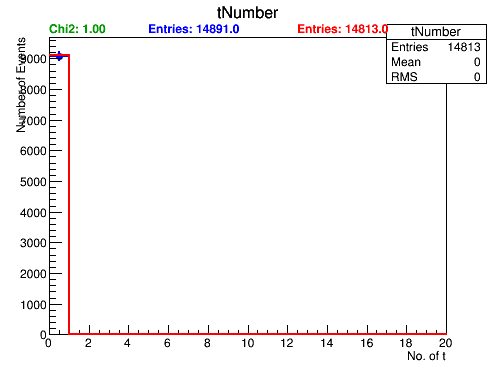 tNumber
Chi2: 1.00 Entries: 14891.0 Entries: 14813.0
tNumber
Entries 14813
Mean 0
RMS 0
Number of Events
9000
8000
7000
6000
5000
4000
3000
2000
1000
0
0 2 4 6 8 10 12 14 16 18 20
No. of t